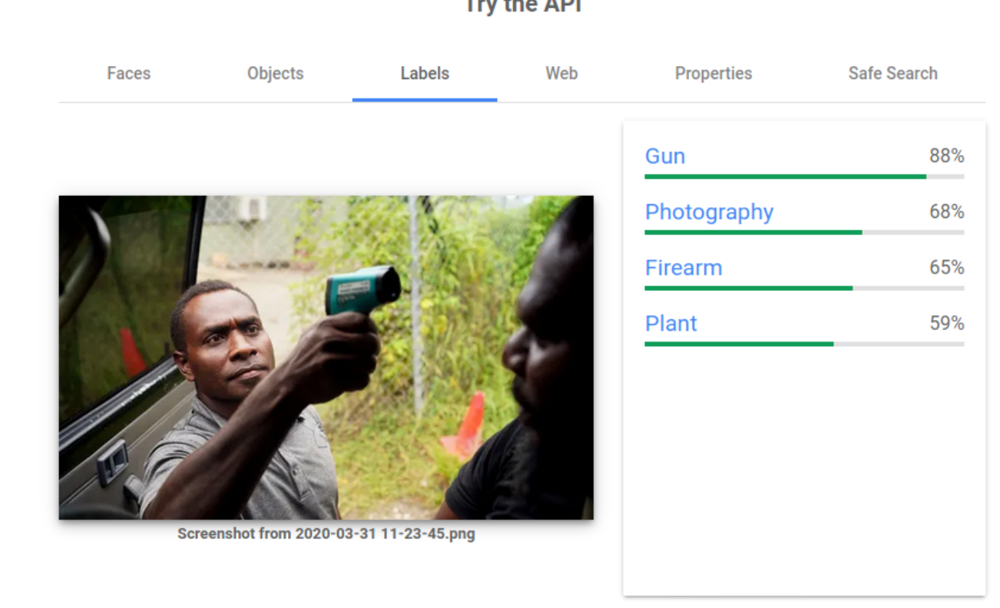 Try the API
Faces Objects Labels Web Properties Safe Search
Gun 88%
Photography 68%
Firearm 65%
Plant 59%
Screenshot from 2020-03-31 11-23-45.png